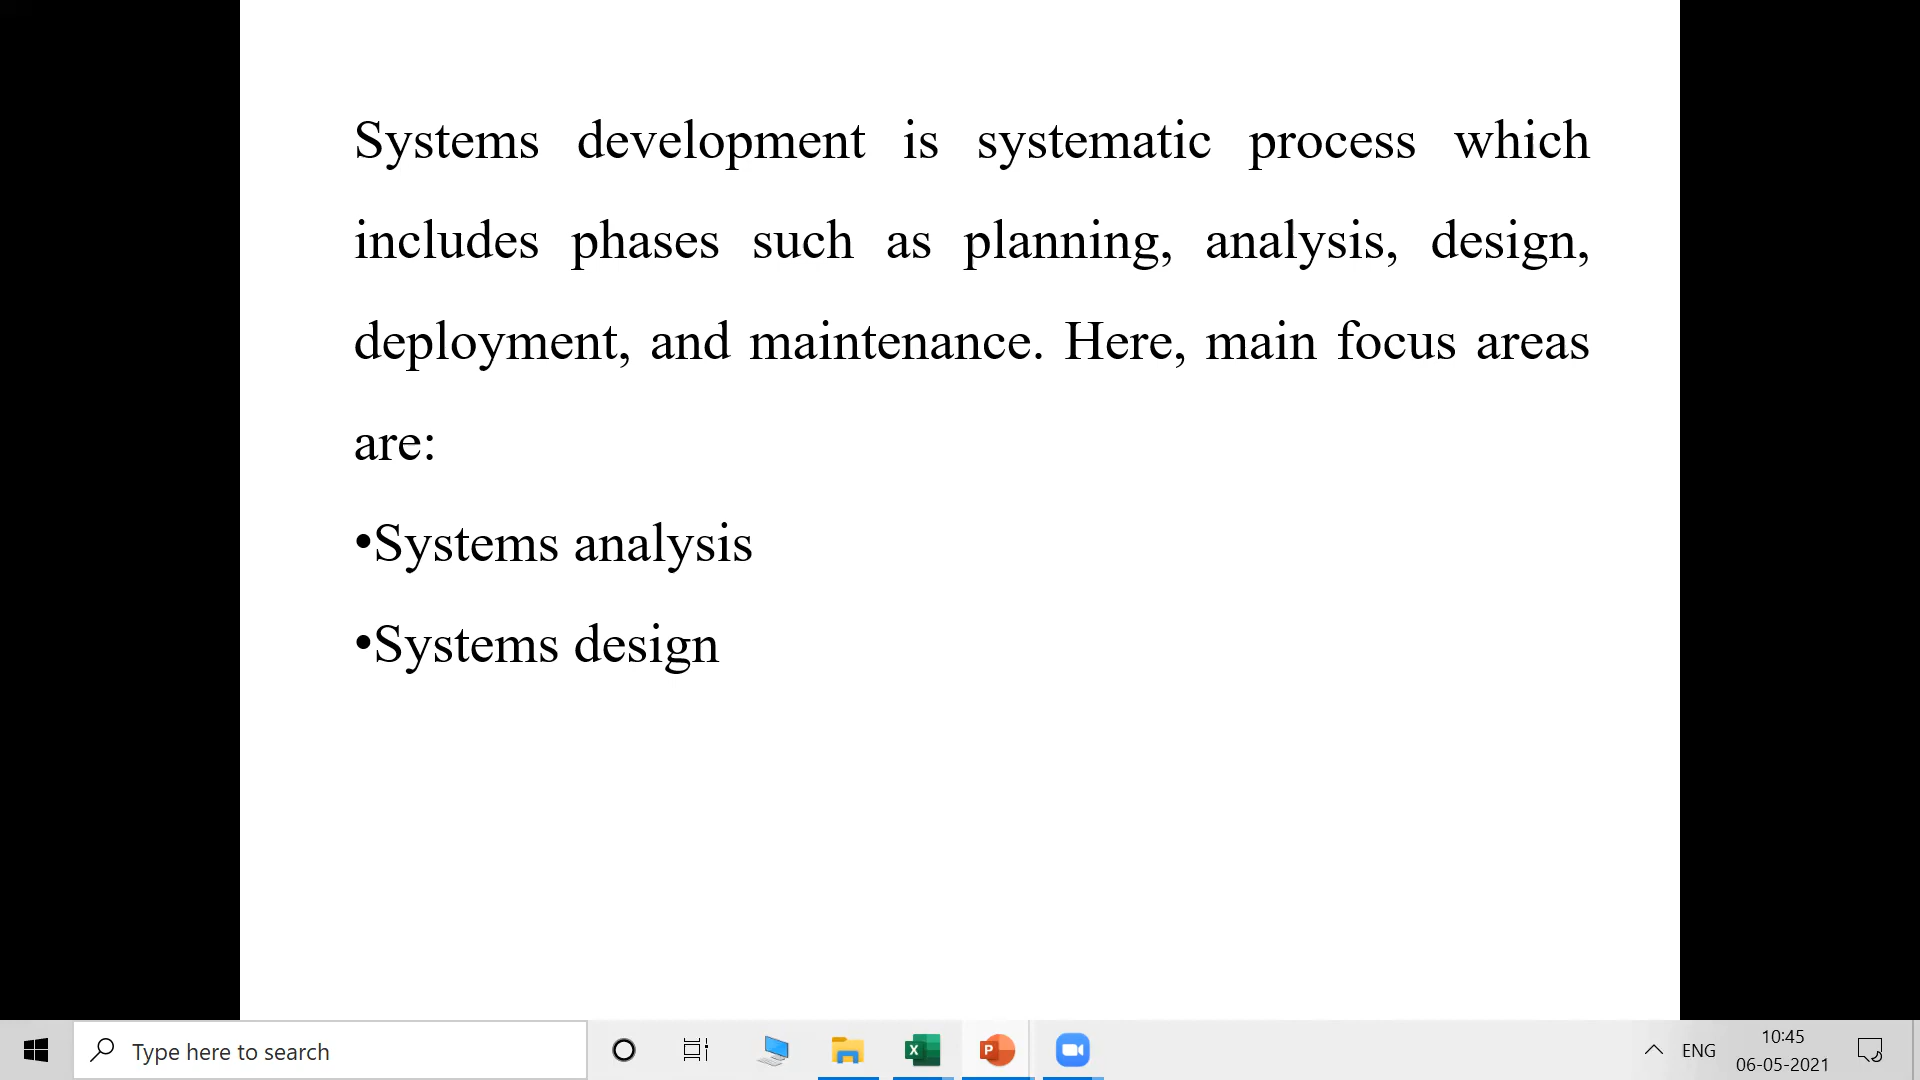 Systems development is systematic process which
includes phases such as planning, analysis, design,
deployment, and maintenance. Here, main focus areas
are:
•Systems analysis
•Systems design
Type here to search
ENG
10:45
06-05-2021